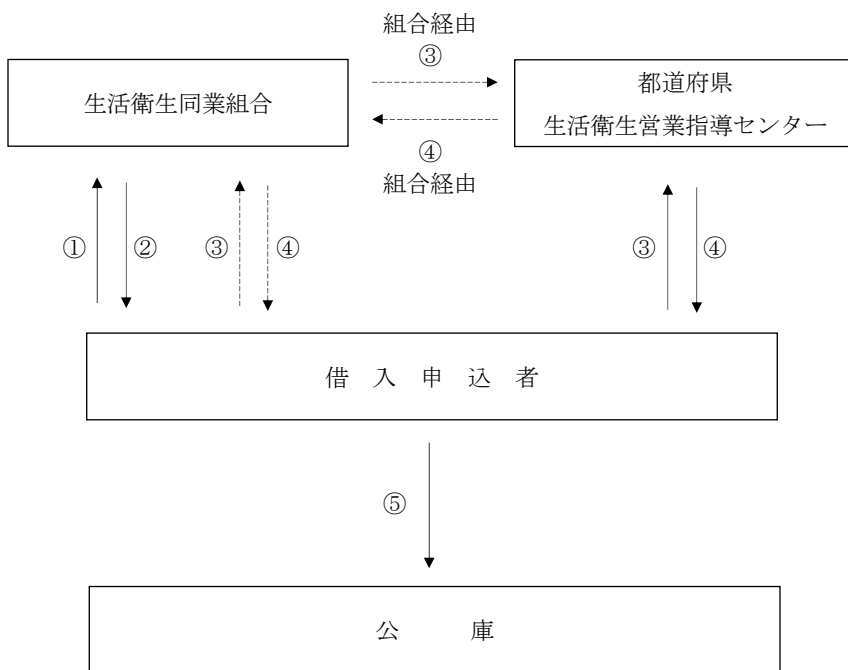 組合経由
③
生活衛生同業組合
都道府県
生活衛生営業指導センター
④
組合経由
①
②
③
④
③
④
借入申込者
⑤
公庫